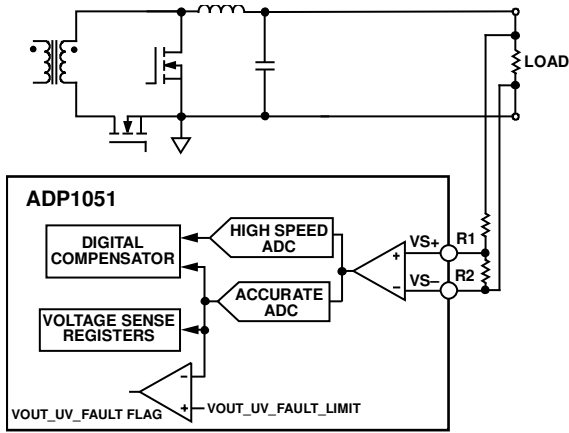 LOAD
ADP1051
DIGITAL
COMPENSATOR
HIGH SPEED
ADC
VS+
R1
VS–
R2
ACCURATE
ADC
VOLTAGE SENSE
REGISTERS
+
–
–
+
VOUT_UV_FAULT FLAG
VOUT_UV_FAULT_LIMIT